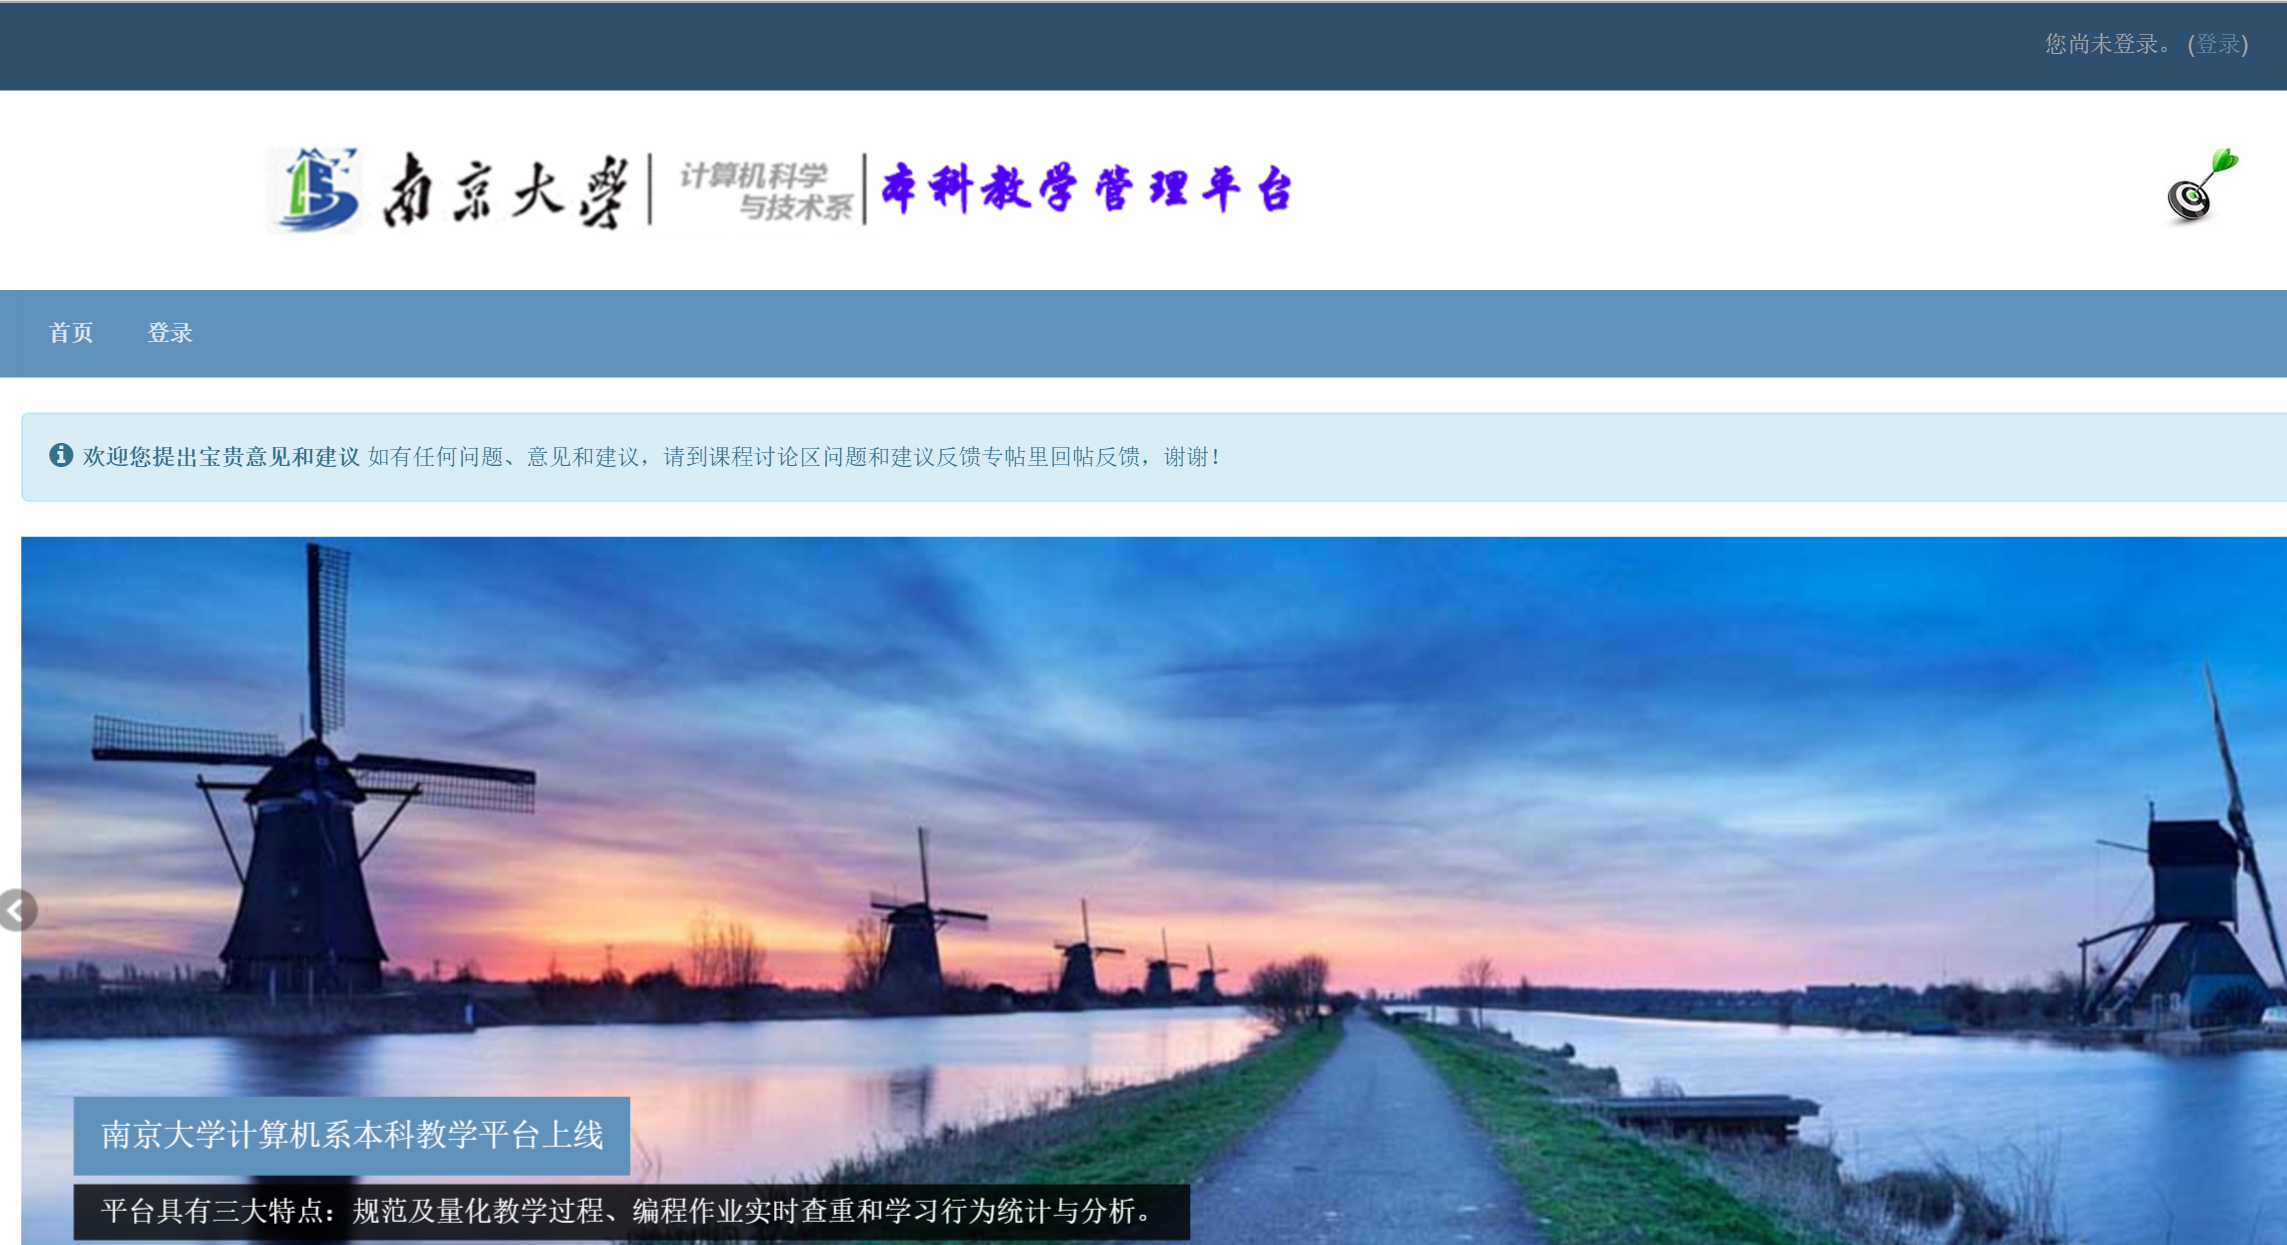 您尚未登录。 (登录)
南京大學
计算机科学
与技术系
本科教学管理平台
首页 登录
欢迎您提出宝贵意见和建议 如有任何问题、意见和建议，请到课程讨论区问题和建议反馈专帖里回帖反馈，谢谢！
南京大学计算机系本科教学平台上线
平台具有三大特点：规范及量化教学过程、编程作业实时查重和学习行为统计与分析。